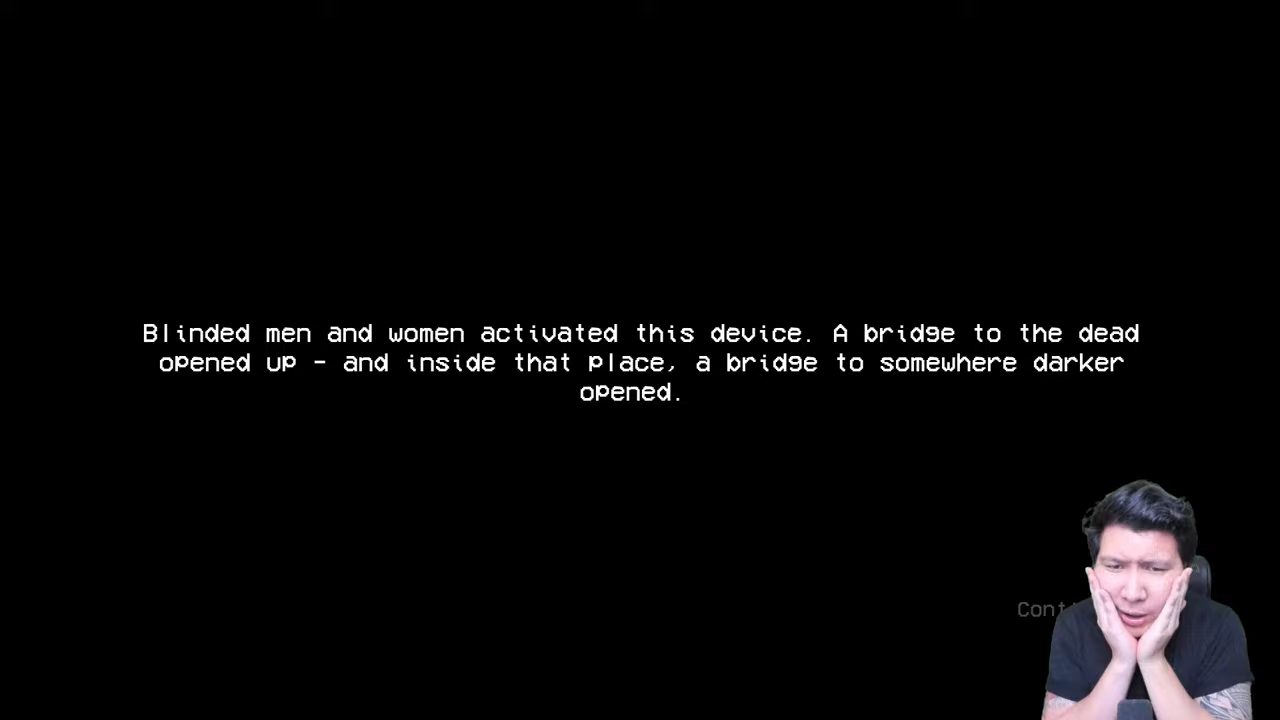 Blinded men and women activated this device. A bridge to the dead
opened up - and inside that place, a bridge to somewhere darker
opened.